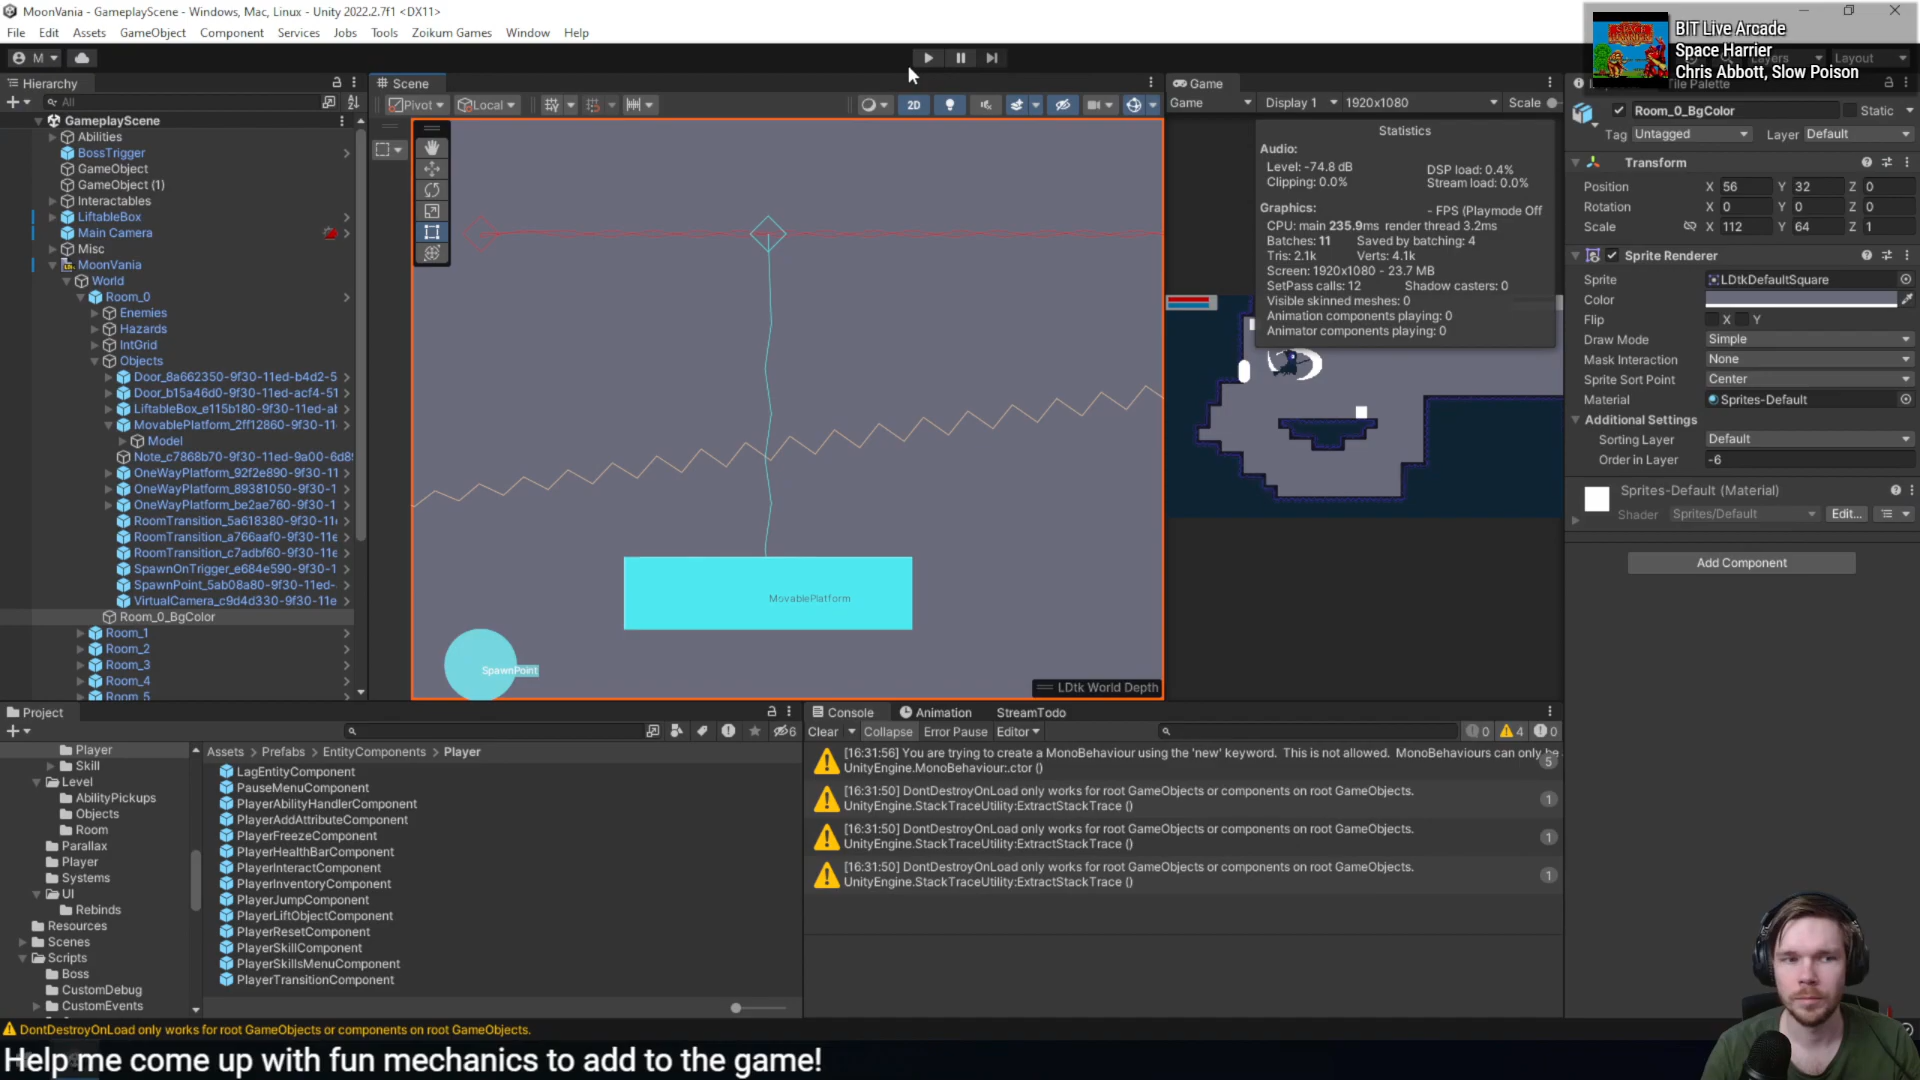 MoonVania - GameplayScene - Windows, Mac, Linux - Unity 2022.2.7f1 <DX11>
File Edit Assets GameObject Component Services Jobs Tools Zoikum Games Window Help
BIT Live Arcade
Space Harrier
Chris Abbott, Slow Poison
M
Layers
Layout
Hierarchy
All
GameplayScene
Abilities
BossTrigger
GameObject
GameObject (1)
Interactables
LiftableBox
Main Camera
Misc
MoonVania
World
Room_0
Enemies
Hazards
IntGrid
Objects
Door_8a662350-9f30-11ed-b4d2-5
Door_b15a46d0-9f30-11ed-acf4-51
LiftableBox_e115b180-9f30-11ed-al
MovablePlatform_2ff12860-9f30-11
Model
Note_c7868b70-9f30-11ed-9a00-6d8
OneWayPlatform_92f2e890-9f30-11
OneWayPlatform_89381050-9f30-1
OneWayPlatform_be2ae760-9f30-1
RoomTransition_5a618380-9f30-11
RoomTransition_a766aaf0-9f30-11
RoomTransition_c7adbf60-9f30-11
SpawnOnTrigger_e684e590-9f30-1
SpawnPoint_5ab08a80-9f30-11ed-
VirtualCamera_c9d4d330-9f30-11e
Room_0_BgColor
Room_1
Room_2
Room_3
Room_4
Room_5
Scene
Pivot
Local
2D
MovablePlatform
SpawnPoint
LDtk World Depth
Game
Game
Display 1
1920x1080
Scale
Statistics
Audio:
Level: -74.8 dB
DSP load: 0.4%
Clipping: 0.0%
Stream load: 0.0%
Graphics:
- FPS (Playmode Off
CPU: main 235.9ms render thread 3.2ms
Batches: 11
Saved by batching: 4
Tris: 2.1k
Verts: 4.1k
Screen: 1920x1080 - 23.7 MB
SetPass calls: 12
Shadow casters: 0
Visible skinned meshes: 0
Animation components playing: 0
Animator components playing: 0
Tile Palette
Room_0_BgColor
Static
Tag Untagged
Layer Default
Transform
Position X 56 Y 32 Z 0
Rotation X 0 Y 0 Z 0
Scale X 112 Y 64 Z 1
Sprite Renderer
Sprite LDtkDefaultSquare
Color
Flip X Y
Draw Mode Simple
Mask Interaction None
Sprite Sort Point Center
Material Sprites-Default
Additional Settings
Sorting Layer Default
Order in Layer -6
Sprites-Default (Material)
Shader Sprites/Default Edit...
Add Component
Project
6
Player
Skill
Level
AbilityPickups
Objects
Room
Parallax
Player
Systems
UI
Rebinds
Resources
Scenes
Scripts
Boss
CustomDebug
CustomEvents
Assets > Prefabs > EntityComponents > Player
LagEntityComponent
PauseMenuComponent
PlayerAbilityHandlerComponent
PlayerAddAttributeComponent
PlayerFreezeComponent
PlayerHealthBarComponent
PlayerInteractComponent
PlayerInventoryComponent
PlayerJumpComponent
PlayerLiftObjectComponent
PlayerResetComponent
PlayerSkillComponent
PlayerSkillsMenuComponent
PlayerTransitionComponent
Console
Animation
StreamTodo
Clear
Collapse
Error Pause
Editor
0
4
0
[16:31:56] You are trying to create a MonoBehaviour using the 'new' keyword. This is not allowed. MonoBehaviours can only be
UnityEngine.MonoBehaviour:.ctor ()
5
[16:31:50] DontDestroyOnLoad only works for root GameObjects or components on root GameObjects.
UnityEngine.StackTraceUtility:ExtractStackTrace ()
1
[16:31:50] DontDestroyOnLoad only works for root GameObjects or components on root GameObjects.
UnityEngine.StackTraceUtility:ExtractStackTrace ()
1
[16:31:50] DontDestroyOnLoad only works for root GameObjects or components on root GameObjects.
UnityEngine.StackTraceUtility:ExtractStackTrace ()
1
DontDestroyOnLoad only works for root GameObjects or components on root GameObjects.
Help me come up with fun mechanics to add to the game!